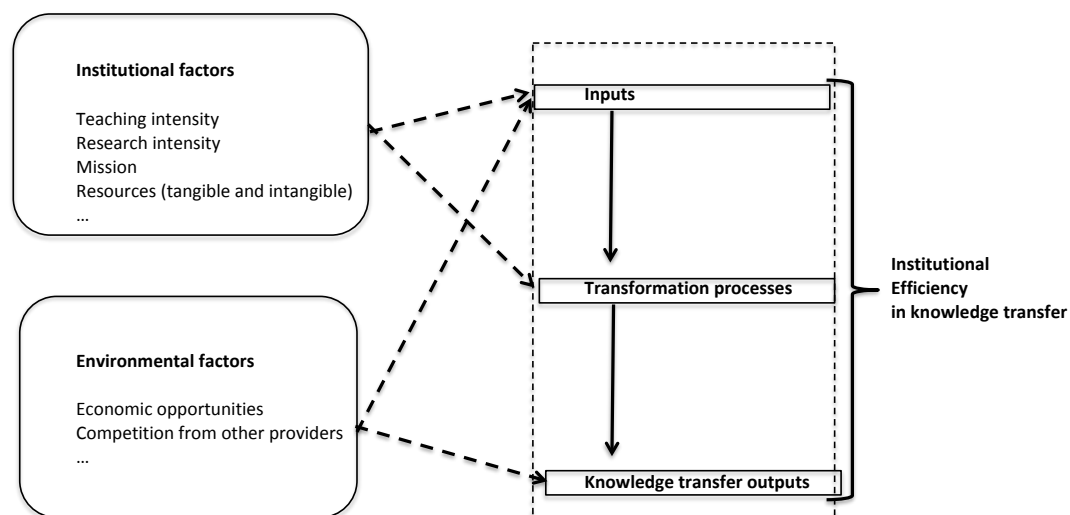 Institutional factors
Teaching intensity
Research intensity
Mission
Resources (tangible and intangible)
…
Environmental factors
Economic opportunities
Competition from other providers
…
Inputs
Transformation processes
Knowledge transfer outputs
Institutional
Efficiency
in knowledge transfer